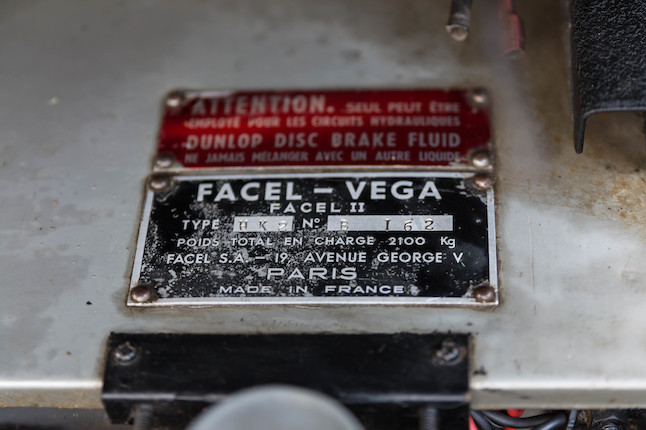 ATTENTION. SEUL PEUT ÊTRE
EMPLOYÉ POUR LES CIRCUITS HYDRAULIQUES
DUNLOP DISC BRAKE FLUID
NE JAMAIS MÉLANGER AVEC UN AUTRE LIQUIDE
FACEL-VEGA
FACEL II
TYPE HK2 Nº B 162
POIDS TOTAL EN CHARGE 2100 Kg
FACEL S.A. - 19, AVENUE GEORGE V
PARIS
MADE IN FRANCE